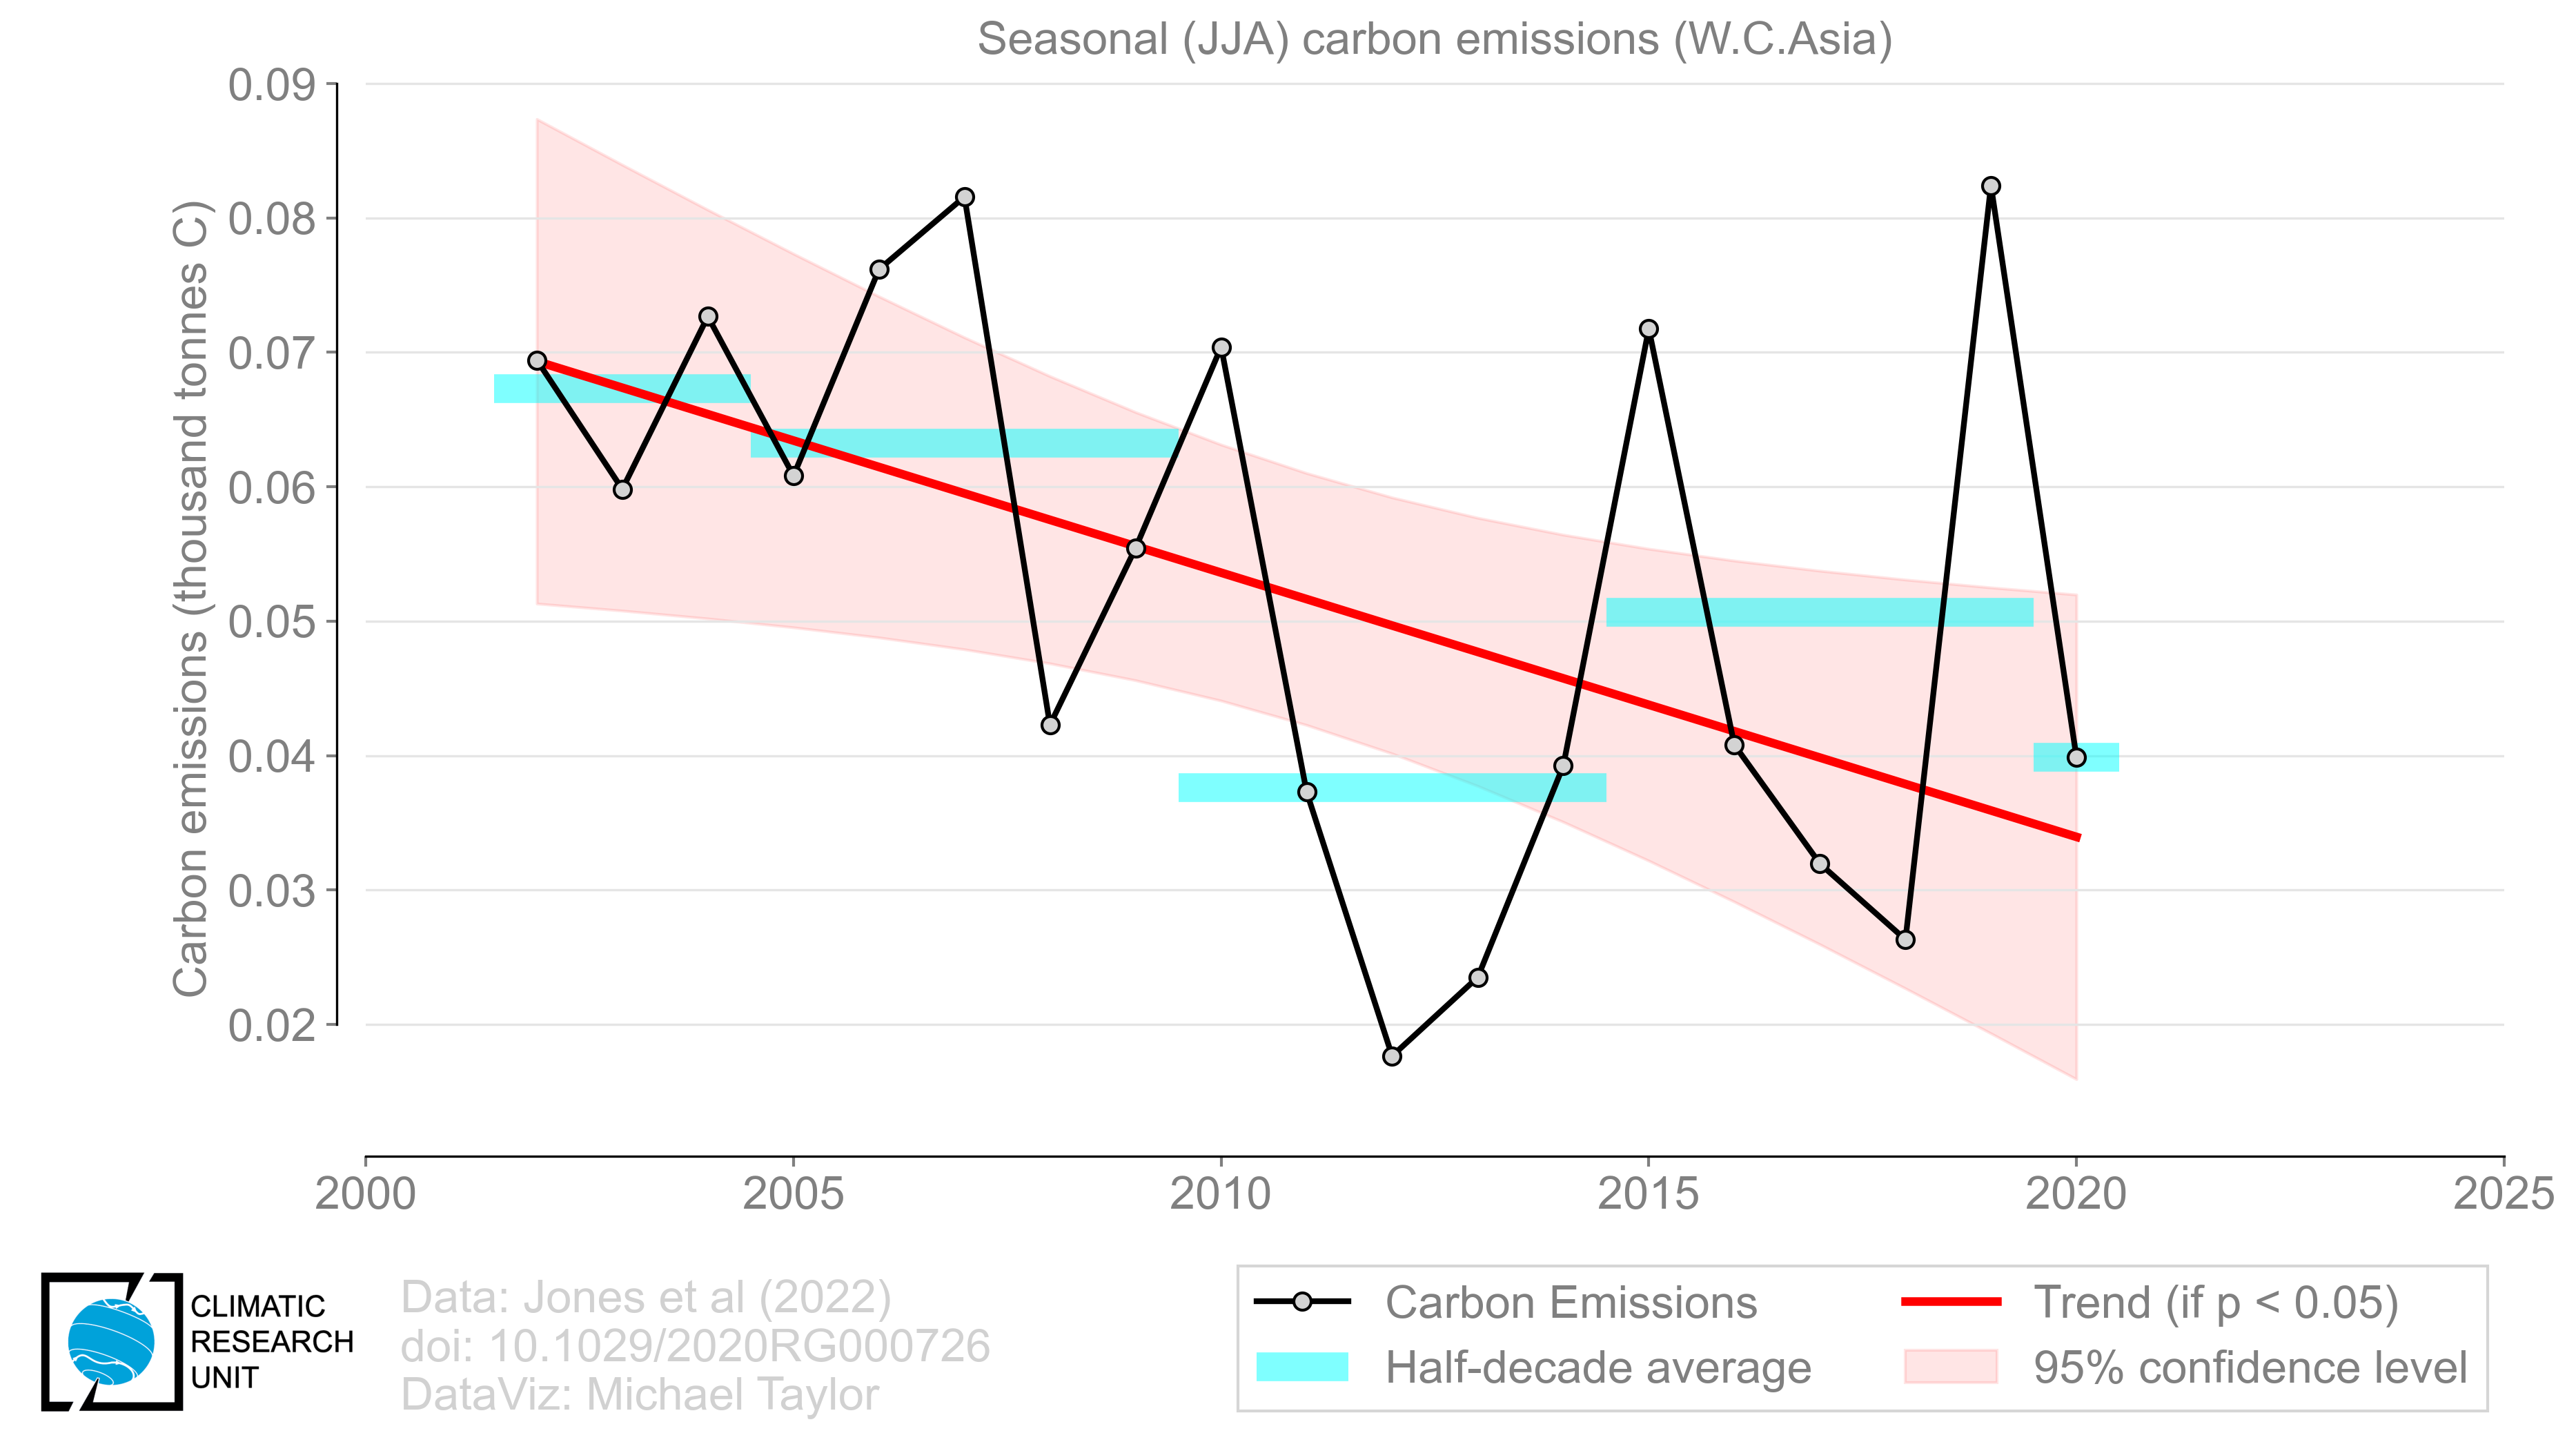 Seasonal (JJA) carbon emissions (W.C.Asia)
Carbon emissions (thousand tonnes C)
0.09
0.08
0.07
0.06
0.05
0.04
0.03
0.02
2000 2005 2010 2015 2020 2025
CLIMATIC
RESEARCH
UNIT
Data: Jones et al (2022)
doi: 10.1029/2020RG000726
DataViz: Michael Taylor
Carbon Emissions
Half-decade average
Trend (if p < 0.05)
95% confidence level